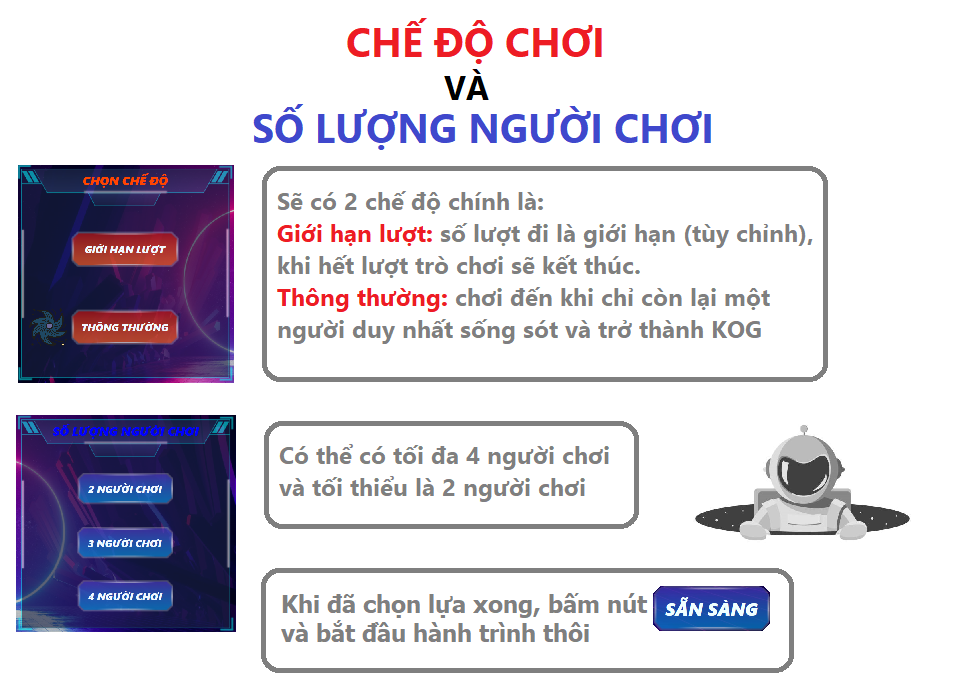 CHẾ ĐỘ CHƠI
VÀ
SỐ LƯỢNG NGƯỜI CHƠI
CHỌN CHẾ ĐỘ
GIỚI HẠN LƯỢT
THÔNG THƯỜNG
Sẽ có 2 chế độ chính là:
Giới hạn lượt: số lượt đi là giới hạn (tùy chỉnh),
khi hết lượt trò chơi sẽ kết thúc.
Thông thường: chơi đến khi chỉ còn lại một
người duy nhất sống sót và trở thành KOG
SỐ LƯỢNG NGƯỜI CHƠI
2 NGƯỜI CHƠI
3 NGƯỜI CHƠI
4 NGƯỜI CHƠI
Có thể có tối đa 4 người chơi
và tối thiểu là 2 người chơi
Khi đã chọn lựa xong, bấm nút SẴN SÀNG
và bắt đâu hành trình thôi